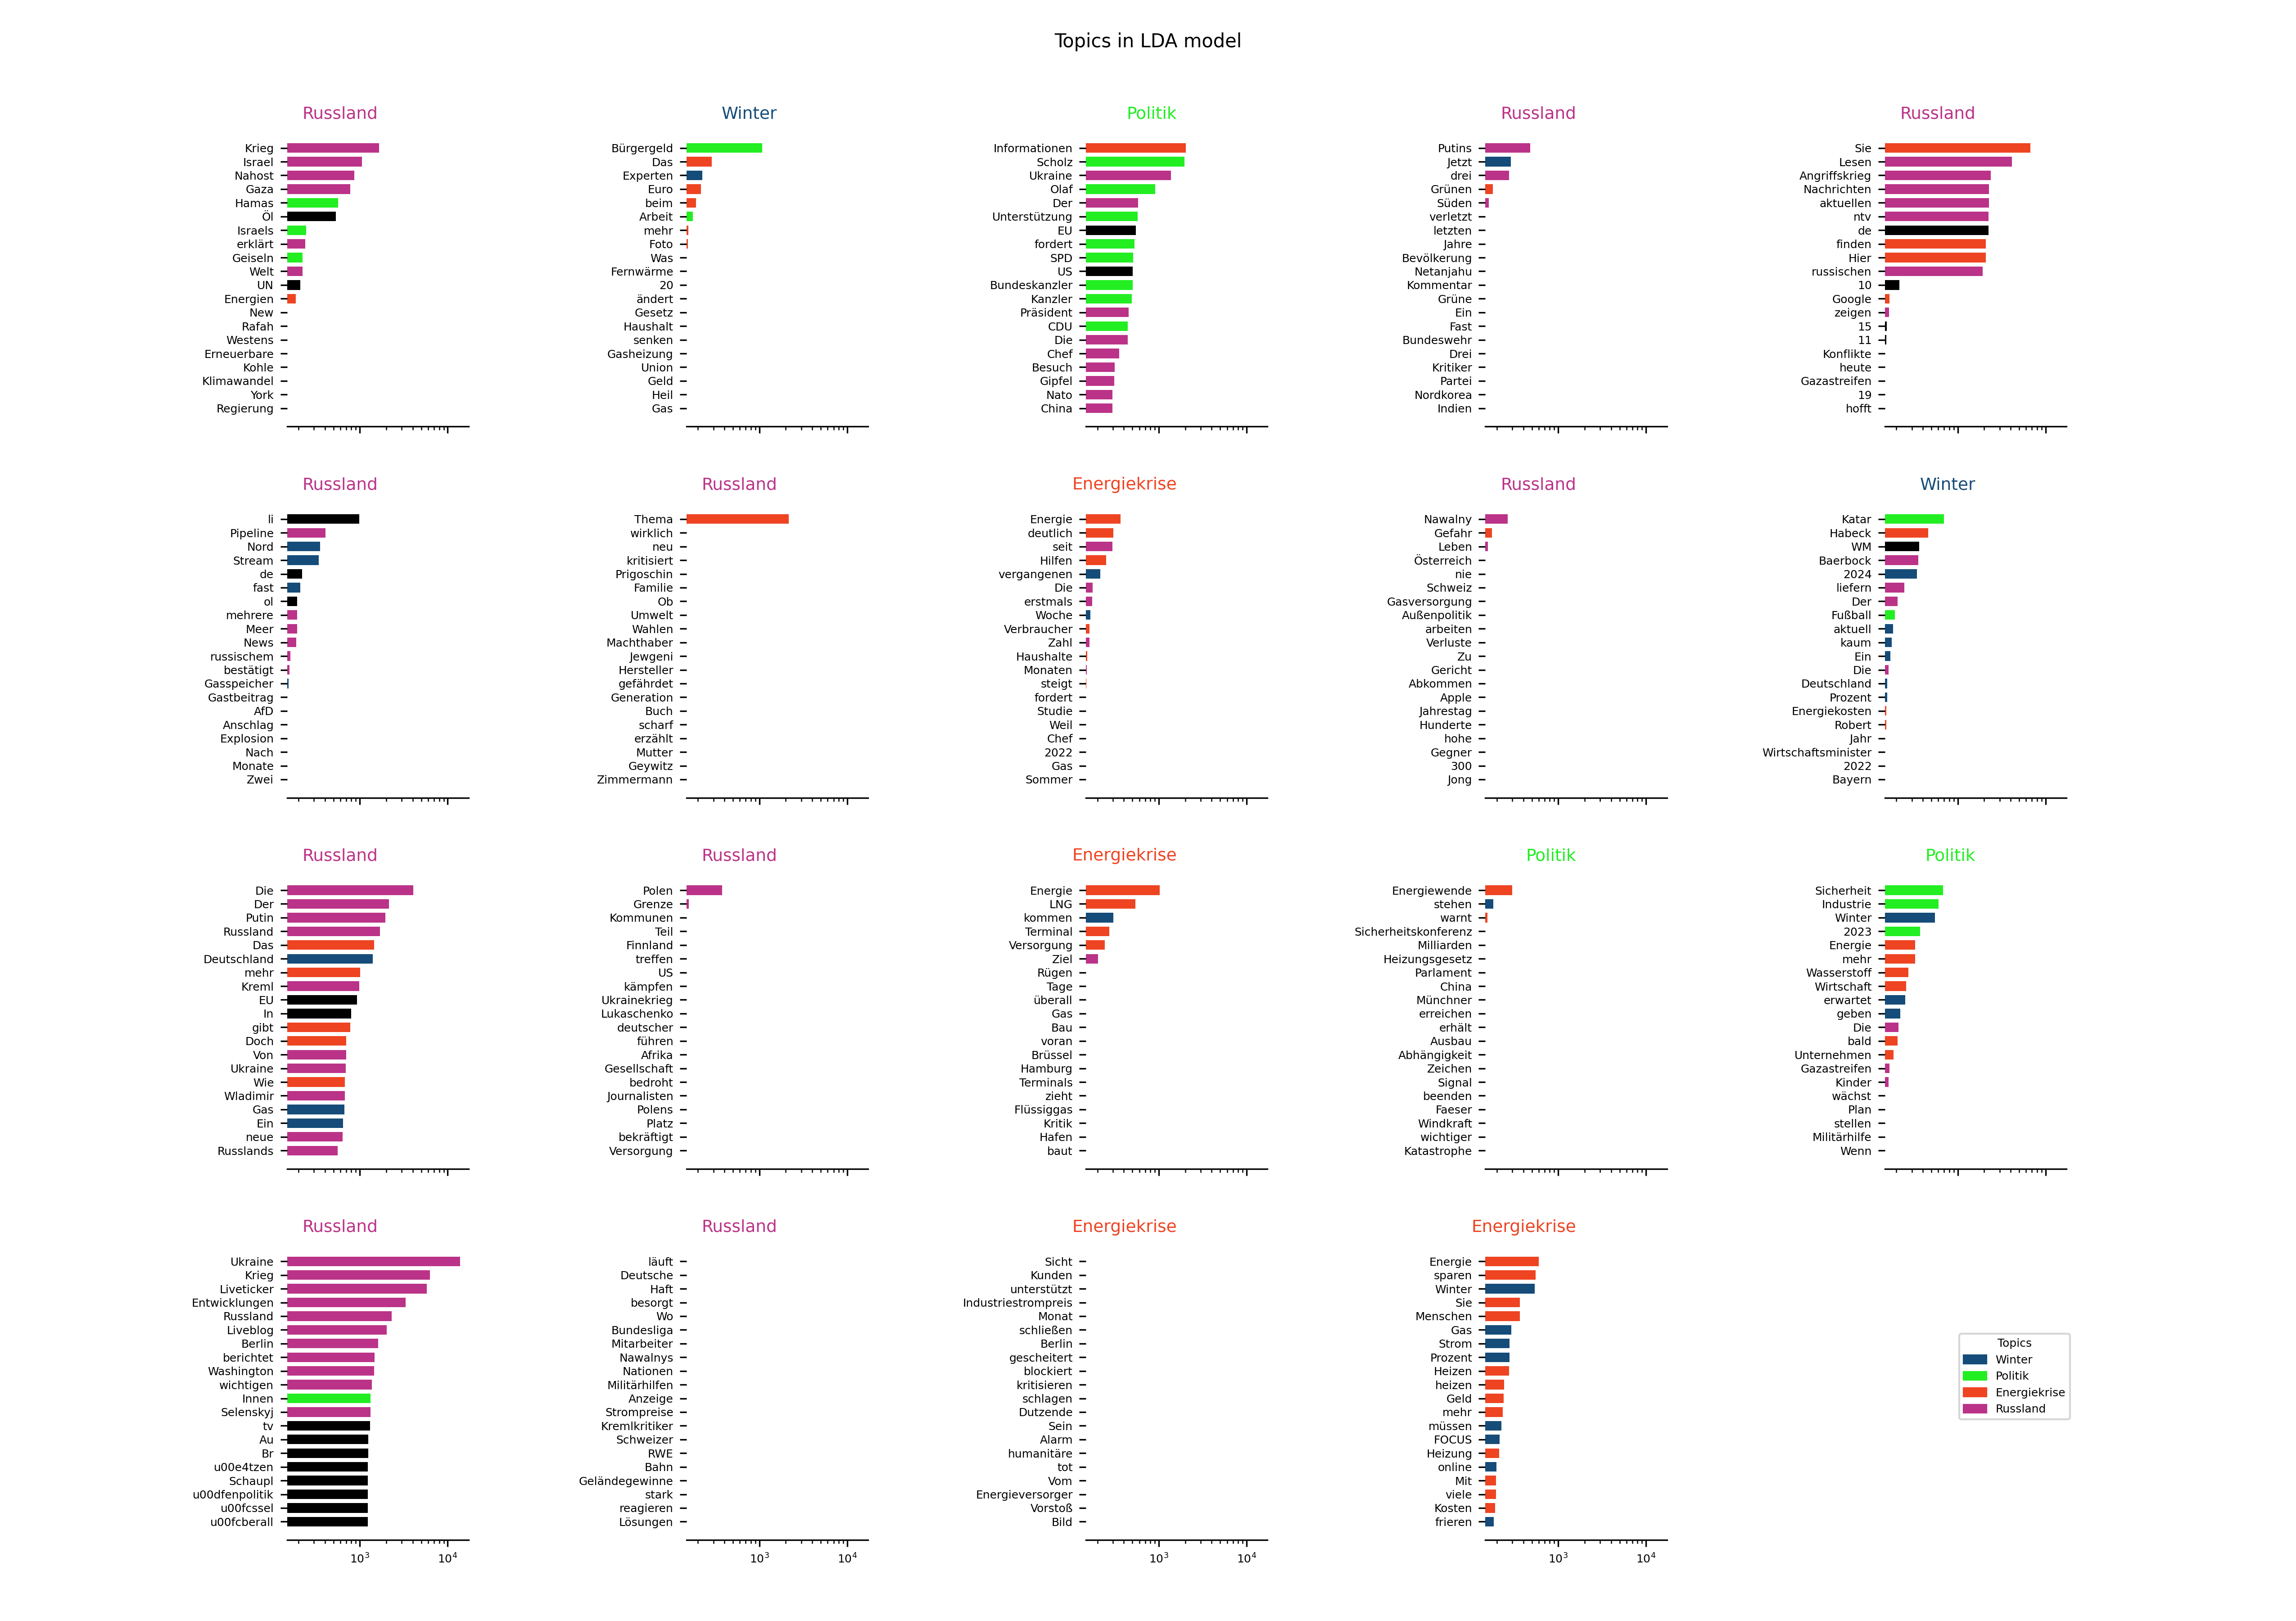 Topics in LDA model
Russland
Krieg
Israel
Nahost
Gaza
Hamas
Öl
Israels
erklärt
Geiseln
Welt
UN
Energien
New
Rafah
Westens
Erneuerbare
Kohle
Klimawandel
York
Regierung
Winter
Bürgergeld
Das
Experten
Euro
beim
Arbeit
mehr
Foto
Was
Fernwärme
20
ändert
Gesetz
Haushalt
senken
Gasheizung
Union
Geld
Heil
Gas
Politik
Informationen
Scholz
Ukraine
Olaf
Der
Unterstützung
EU
fordert
SPD
US
Bundeskanzler
Kanzler
Präsident
CDU
Die
Chef
Besuch
Gipfel
Nato
China
Russland
Putins
Jetzt
drei
Grünen
Süden
verletzt
letzten
Jahre
Bevölkerung
Netanjahu
Kommentar
Grüne
Ein
Fast
Bundeswehr
Drei
Kritiker
Partei
Nordkorea
Indien
Russland
Sie
Lesen
Angriffskrieg
Nachrichten
aktuellen
ntv
de
finden
Hier
russischen
10
Google
zeigen
15
11
Konflikte
heute
Gazastreifen
19
hofft
Russland
li
Pipeline
Nord
Stream
de
fast
ol
mehrere
Meer
News
russischem
bestätigt
Gasspeicher
Gastbeitrag
AfD
Anschlag
Explosion
Nach
Monate
Zwei
Russland
Thema
wirklich
neu
kritisiert
Prigoschin
Familie
Ob
Umwelt
Wahlen
Machthaber
Jewgeni
Hersteller
gefährdet
Generation
Buch
scharf
erzählt
Mutter
Geywitz
Zimmermann
Energiekrise
Energie
deutlich
seit
Hilfen
vergangenen
Die
erstmals
Woche
Verbraucher
Zahl
Haushalte
Monaten
steigt
fordert
Studie
Weil
Chef
2022
Gas
Sommer
Russland
Nawalny
Gefahr
Leben
Österreich
nie
Schweiz
Gasversorgung
Außenpolitik
arbeiten
Verluste
Zu
Gericht
Abkommen
Apple
Jahrestag
Hunderte
hohe
Gegner
300
Jong
Winter
Katar
Habeck
WM
Baerbock
2024
liefern
Der
Fußball
aktuell
kaum
Ein
Die
Deutschland
Prozent
Energiekosten
Robert
Jahr
Wirtschaftsminister
2022
Bayern
Russland
Die
Der
Putin
Russland
Das
Deutschland
mehr
Kreml
EU
In
gibt
Doch
Von
Ukraine
Wie
Wladimir
Gas
Ein
neue
Russlands
Russland
Polen
Grenze
Kommunen
Teil
Finnland
treffen
US
kämpfen
Ukrainekrieg
Lukaschenko
deutscher
führen
Afrika
Gesellschaft
bedroht
Journalisten
Polens
Platz
bekräftigt
Versorgung
Energiekrise
Energie
LNG
kommen
Terminal
Versorgung
Ziel
Rügen
Tage
überall
Gas
Bau
voran
Brüssel
Hamburg
Terminals
zieht
Flüssiggas
Kritik
Hafen
baut
Politik
Energiewende
stehen
warnt
Sicherheitskonferenz
Milliarden
Heizungsgesetz
Parlament
China
Münchner
erreichen
erhält
Ausbau
Abhängigkeit
Zeichen
Signal
beenden
Faeser
Windkraft
wichtiger
Katastrophe
Politik
Sicherheit
Industrie
Winter
2023
Energie
mehr
Wasserstoff
Wirtschaft
erwartet
geben
Die
bald
Unternehmen
Gazastreifen
Kinder
wächst
Plan
stellen
Militärhilfe
Wenn
Russland
Ukraine
Krieg
Liveticker
Entwicklungen
Russland
Liveblog
Berlin
berichtet
Washington
wichtigen
Innen
Selenskyj
tv
Au
Br
u00e4tzen
Schaupl
u00dfenpolitik
u00fcssel
u00fcberall
10³ 10⁴
Russland
läuft
Deutsche
Haft
besorgt
Wo
Bundesliga
Mitarbeiter
Nawalnys
Nationen
Militärhilfen
Anzeige
Strompreise
Kremlkritiker
Schweizer
RWE
Bahn
Geländegewinne
stark
reagieren
Lösungen
10³ 10⁴
Energiekrise
Sicht
Kunden
unterstützt
Industriestrompreis
Monat
schließen
Berlin
gescheitert
blockiert
kritisieren
schlagen
Dutzende
Sein
Alarm
humanitäre
tot
Vom
Energieversorger
Vorstoß
Bild
10³ 10⁴
Energiekrise
Energie
sparen
Winter
Sie
Menschen
Gas
Strom
Prozent
Heizen
heizen
Geld
mehr
müssen
FOCUS
Heizung
online
Mit
viele
Kosten
frieren
10³ 10⁴
Topics
Winter
Politik
Energiekrise
Russland